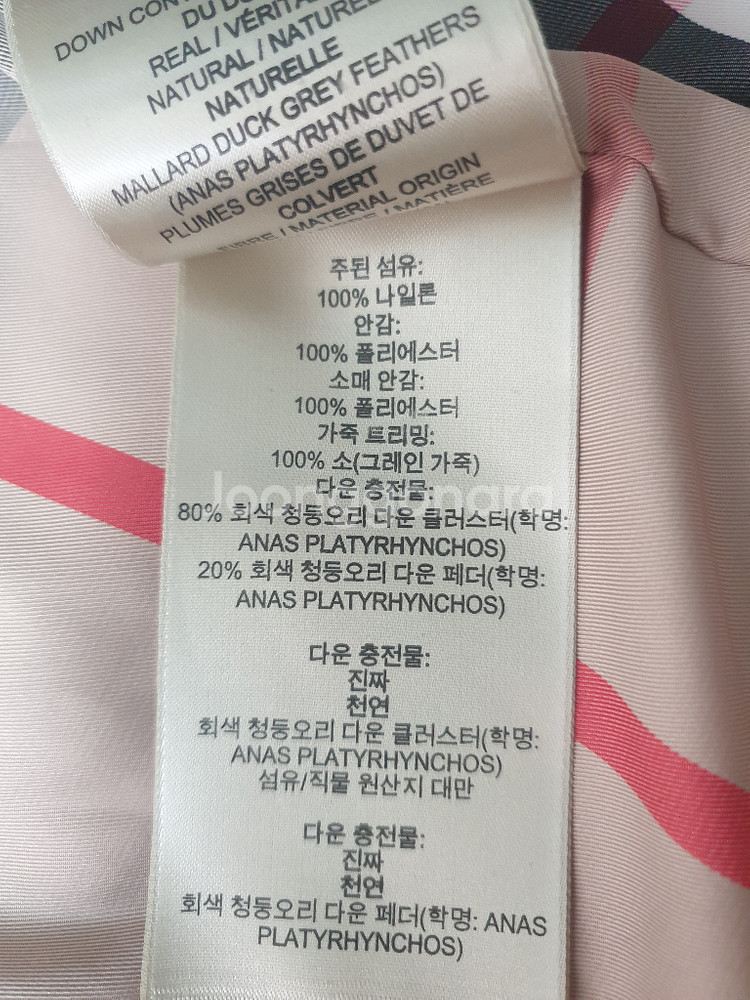 DOWN CON
DU D
REAL / VÉRITA
NATURAL / NATUREL
NATURELLE
MALLARD DUCK GREY FEATHERS
(ANAS PLATYRHYNCHOS)
PLUMES GRISES DE DUVET DE
COLVERT
FIBRE / MATERIAL ORIGIN
/ MATIÈRE
주된 섬유:
100% 나일론
안감:
100% 폴리에스터
소매 안감:
100% 폴리에스터
가죽 트리밍:
100% 소(그레인 가죽)
다운 충전물:
80% 회색 청둥오리 다운 클러스터(학명:
ANAS PLATYRHYNCHOS)
20% 회색 청둥오리 다운 페더(학명:
ANAS PLATYRHYNCHOS)
다운 충전물:
진짜
천연
회색 청둥오리 다운 클러스터(학명:
ANAS PLATYRHYNCHOS)
섬유/직물 원산지 대만
다운 충전물:
진짜
천연
회색 청둥오리 다운 페더(학명: ANAS
PLATYRHYNCHOS)